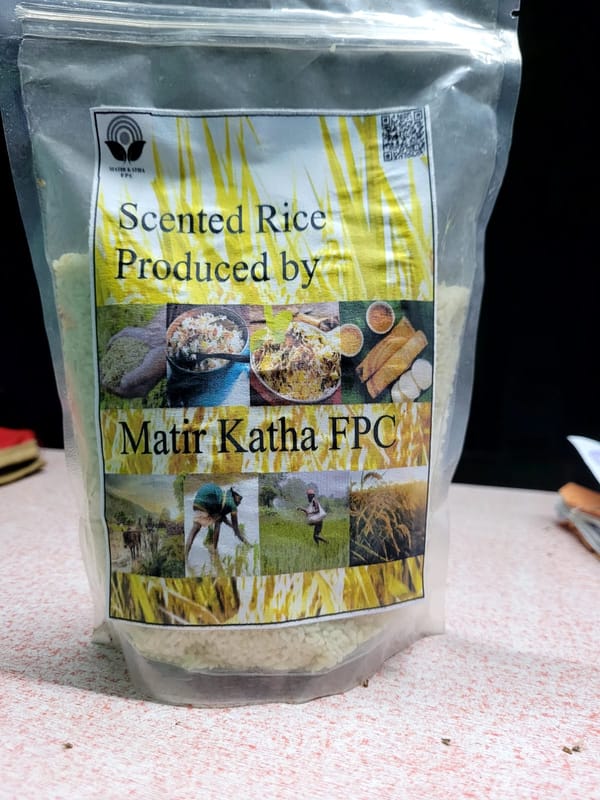 MATIR KATHA
FPC
Scented Rice
Produced by
Matir Katha FPC